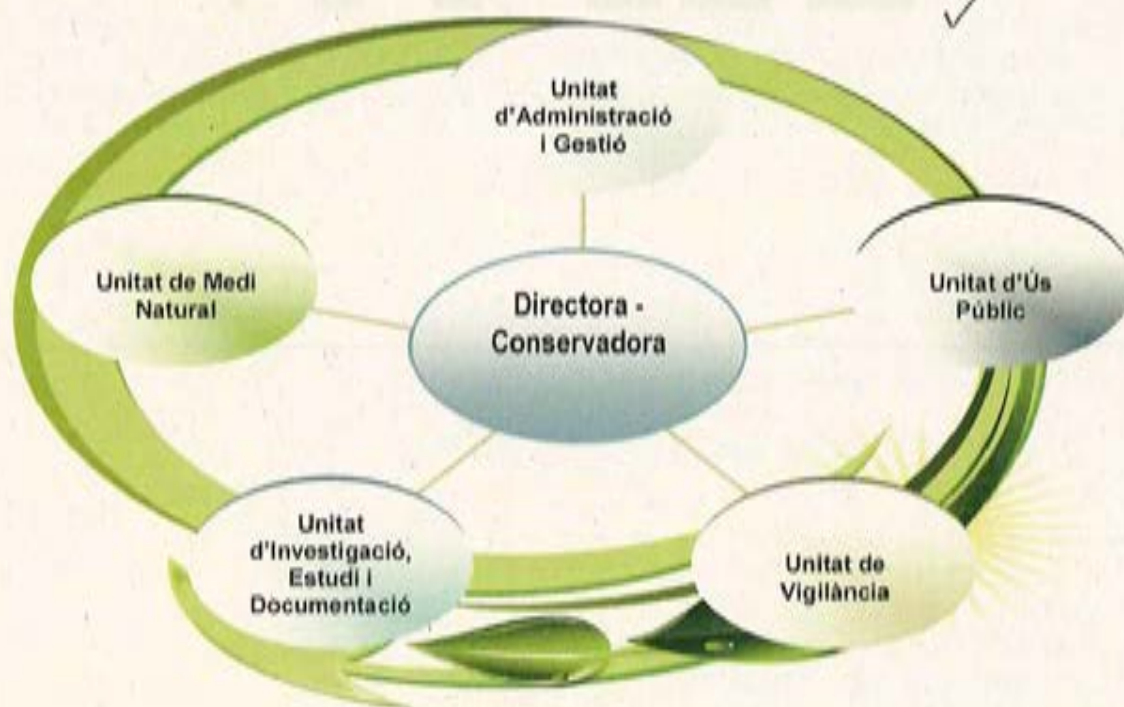 Unitat
d'Administració
i Gestió
Unitat de Medi
Natural
Directora -
Conservadora
Unitat d'Ús
Públic
Unitat
d'Investigació,
Estudi i
Documentació
Unitat de
Vigilància